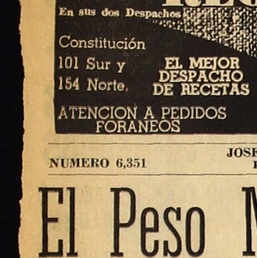 En sus dos Despachos
Constitución
101 Sur y
154 Norte.
EL MEJOR
DESPACHO
DE RECETAS
ATENCION A PEDIDOS
FORANEOS
NUMERO 6,351
JOSE
El Peso